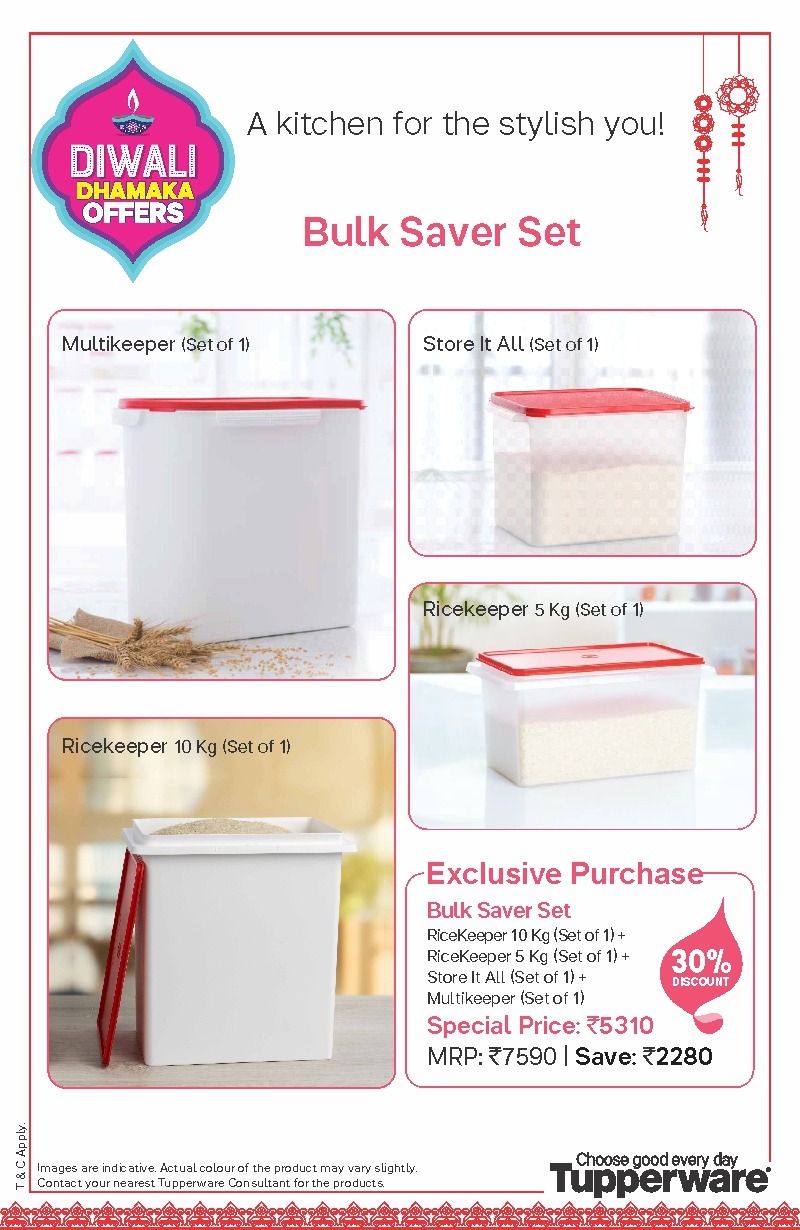 DIWALI
DHAMAKA
OFFERS
A kitchen for the stylish you!
Bulk Saver Set
Multikeeper (Set of 1)
Store It All (Set of 1)
Ricekeeper 5 Kg (Set of 1)
Ricekeeper 10 Kg (Set of 1)
Exclusive Purchase
Bulk Saver Set
RiceKeeper 10 Kg (Set of 1) +
RiceKeeper 5 Kg (Set of 1) +
Store It All (Set of 1) +
Multikeeper (Set of 1)
Special Price: ₹5310
MRP: ₹7590 | Save: ₹2280
30%
DISCOUNT
T & C Apply.
Images are indicative. Actual colour of the product may vary slightly.
Contact your nearest Tupperware Consultant for the products.
Choose good every day
Tupperware®